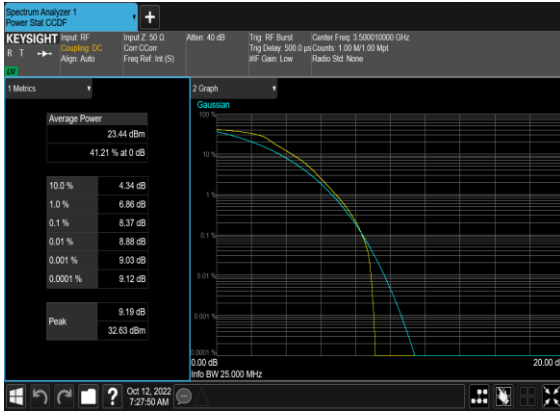 Spectrum Analyzer 1
Power Stat CCDF
KEYSIGHT
R T
Input: RF
Coupling: DC
Align: Auto
Input Z: 50 Ω
Corr CCorr
Freq Ref: Int (S)
Atten: 40 dB
Trig: RF Burst
Trig Delay: 500.0 µs
#IF Gain: Low
Center Freq: 3.500010000 GHz
Counts: 1.00 M/1.00 Mpt
Radio Std: None
1 Metrics
Average Power
23.44 dBm
41.21 % at 0 dB
10.0 % 4.34 dB
1.0 % 6.86 dB
0.1 % 8.37 dB
0.01 % 8.88 dB
0.001 % 9.03 dB
0.0001 % 9.12 dB
Peak
9.19 dB
32.63 dBm
2 Graph
Gaussian
100 %
10 %
1 %
0.1 %
0.01 %
0.001 %
0.0001 %
0.00 dB
20.00 d
Info BW 25.000 MHz
Oct 12, 2022
7:27:50 AM